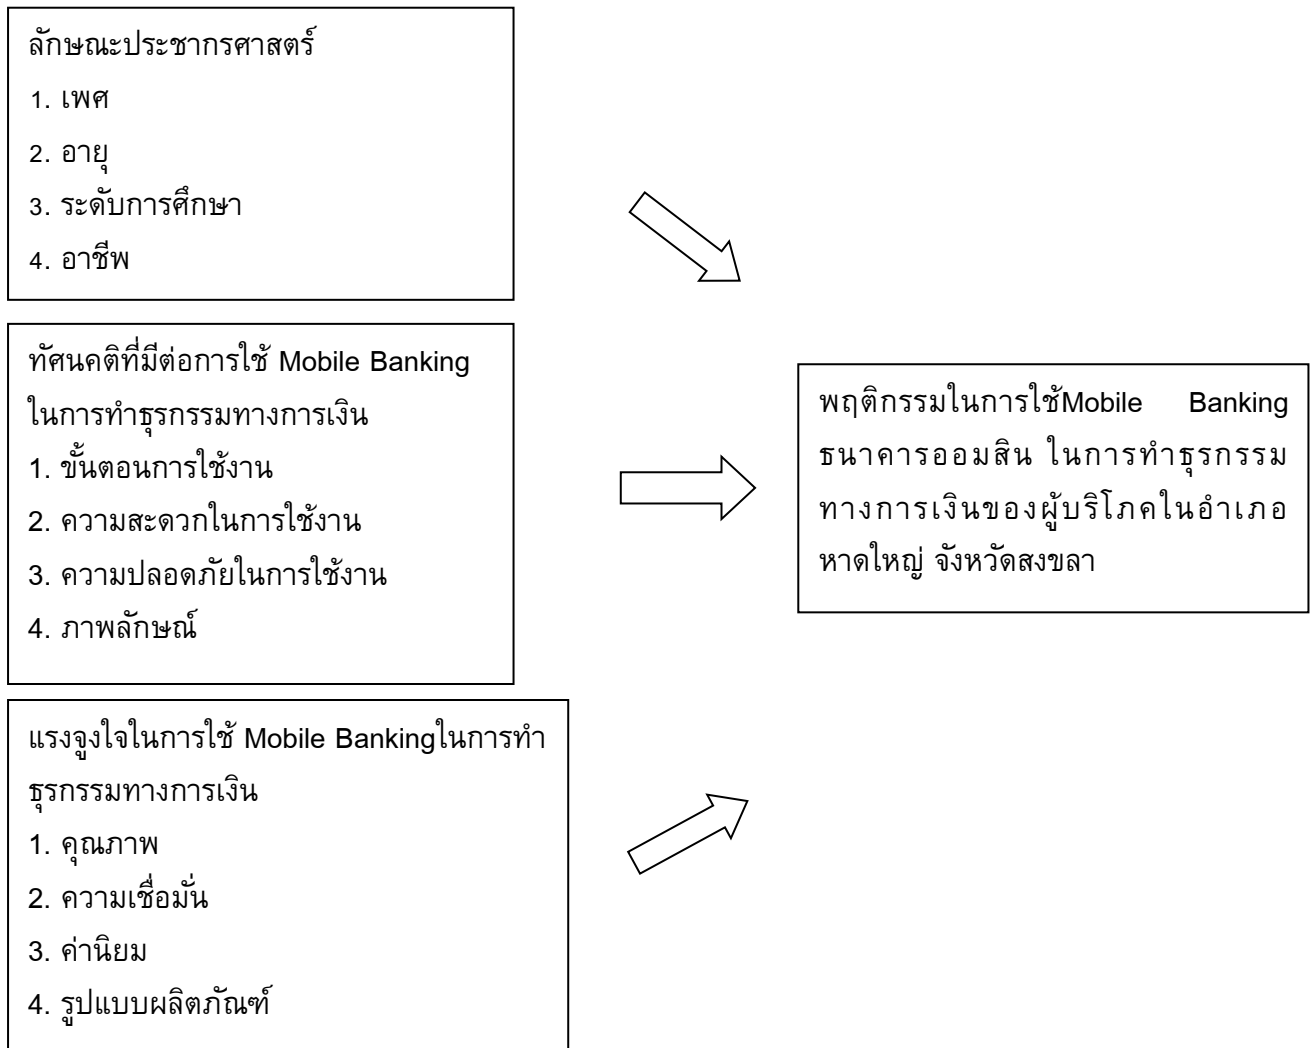 ลักษณะประชากรศาสตร์
1. เพศ
2. อายุ
3. ระดับการศึกษา
4. อาชีพ
ทัศนคติที่มีต่อการใช้ Mobile Banking
ในการทำธุรกรรมทางการเงิน
1. ขั้นตอนการใช้งาน
2. ความสะดวกในการใช้งาน
3. ความปลอดภัยในการใช้งาน
4. ภาพลักษณ์
แรงจูงใจในการใช้ Mobile Bankingในการทำ
ธุรกรรมทางการเงิน
1. คุณภาพ
2. ความเชื่อมั่น
3. ค่านิยม
4. รูปแบบผลิตภัณฑ์
พฤติกรรมในการใช้Mobile Banking
ธนาคารออมสิน ในการทำธุรกรรม
ทางการเงินของผู้บริโภคในอำเภอ
หาดใหญ่ จังหวัดสงขลา